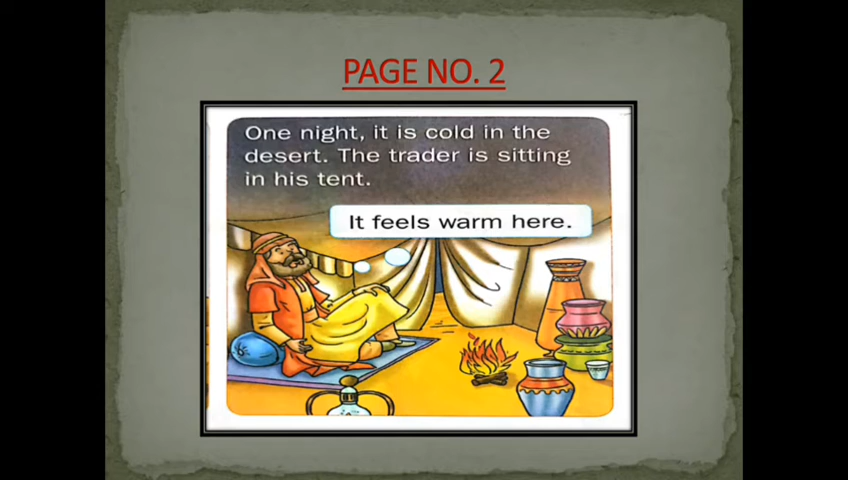 PAGE NO. 2
One night, it is cold in the
desert. The trader is sitting
in his tent.
It feels warm here.